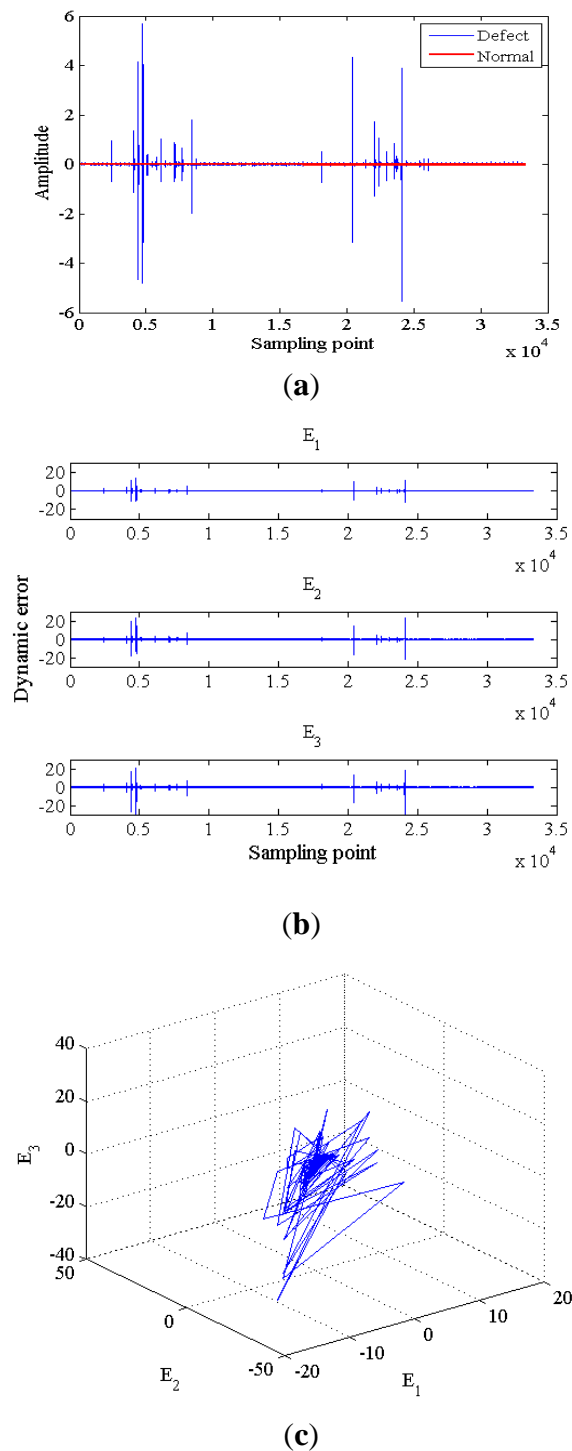 6
4
2
0
-2
-4
-6
Amplitude
Defect
Normal
0 0.5 1 1.5 2 2.5 3 3.5
Sampling point
x 10^4
(a)
Dynamic error
E_1
20
0
-20
0 0.5 1 1.5 2 2.5 3 3.5
x 10^4
E_2
20
0
-20
0 0.5 1 1.5 2 2.5 3 3.5
x 10^4
E_3
20
0
-20
0 0.5 1 1.5 2 2.5 3 3.5
Sampling point
x 10^4
(b)
40
20
0
-20
-40
E_3
50
0
-50
E_2
-20
-10
0
10
20
E_1
(c)